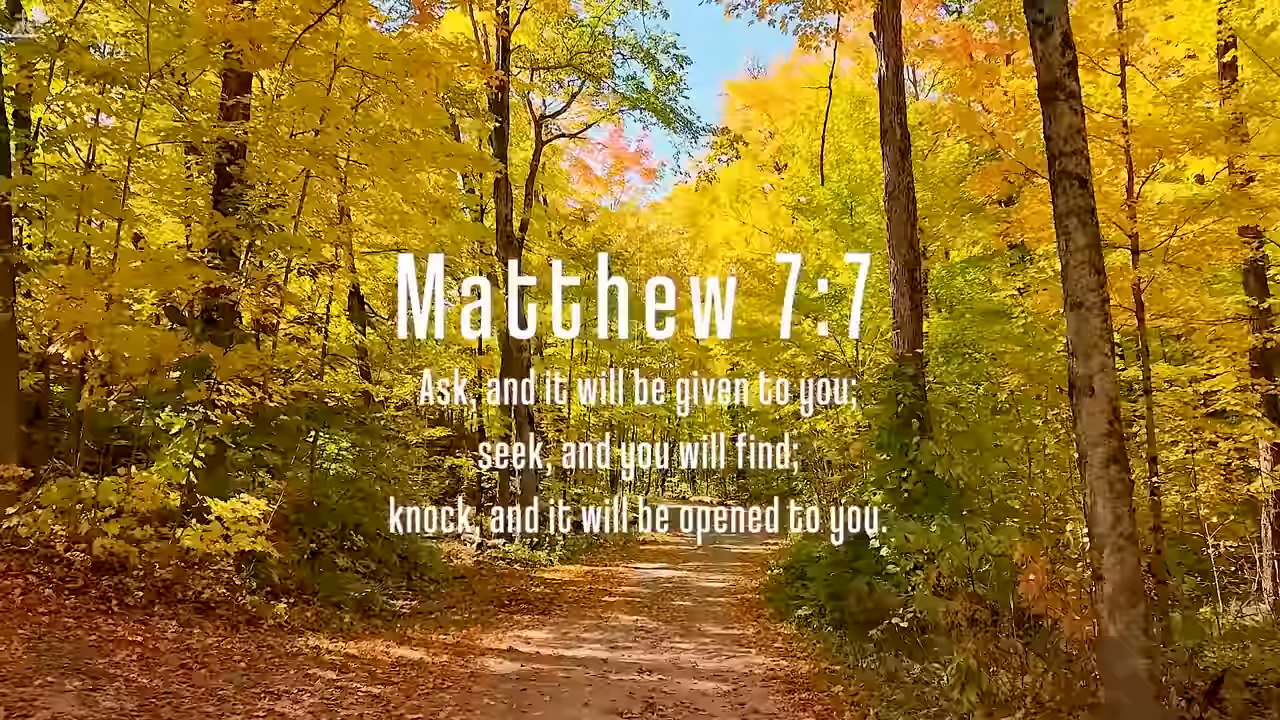 Matthew 7:7
Ask, and it will be given to you;
seek, and you will find;
knock, and it will be opened to you.